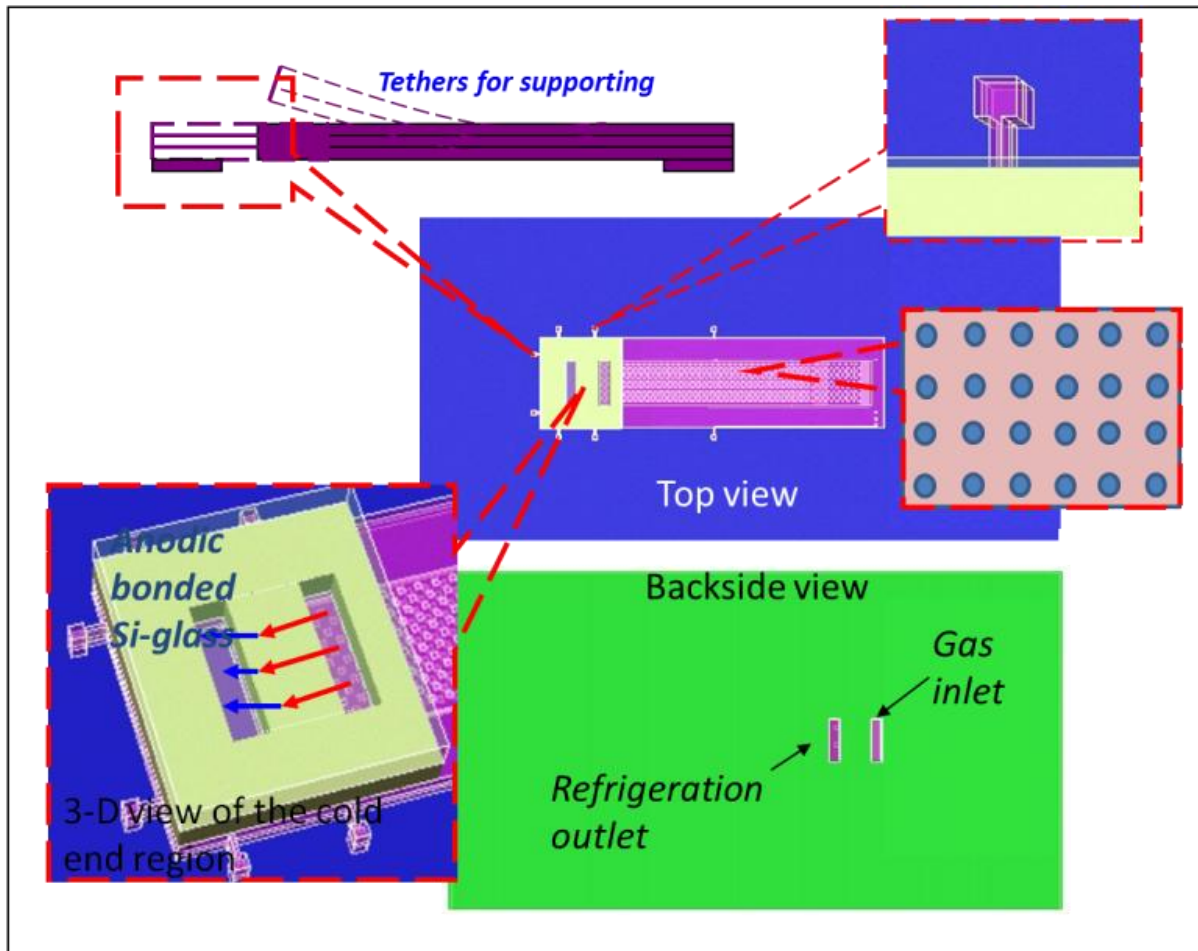 Tethers for supporting
Top view
Anodic
bonded
Si-glass
3-D view of the cold
end region
Backside view
Gas
inlet
Refrigeration
outlet